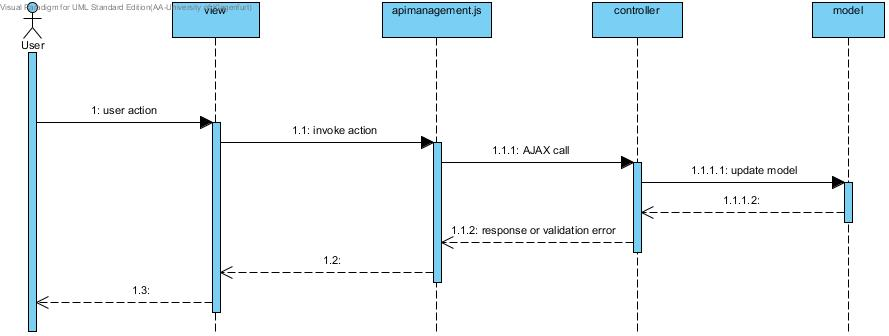 Visual Paradigm for UML Standard Edition(AA-University of Klagenfurt)
view
apimanagement.js
controller
model
User
1: user action
1.1: invoke action
1.1.1: AJAX call
1.1.1.1: update model
1.1.1.2:
1.1.2: response or validation error
1.2:
1.3: